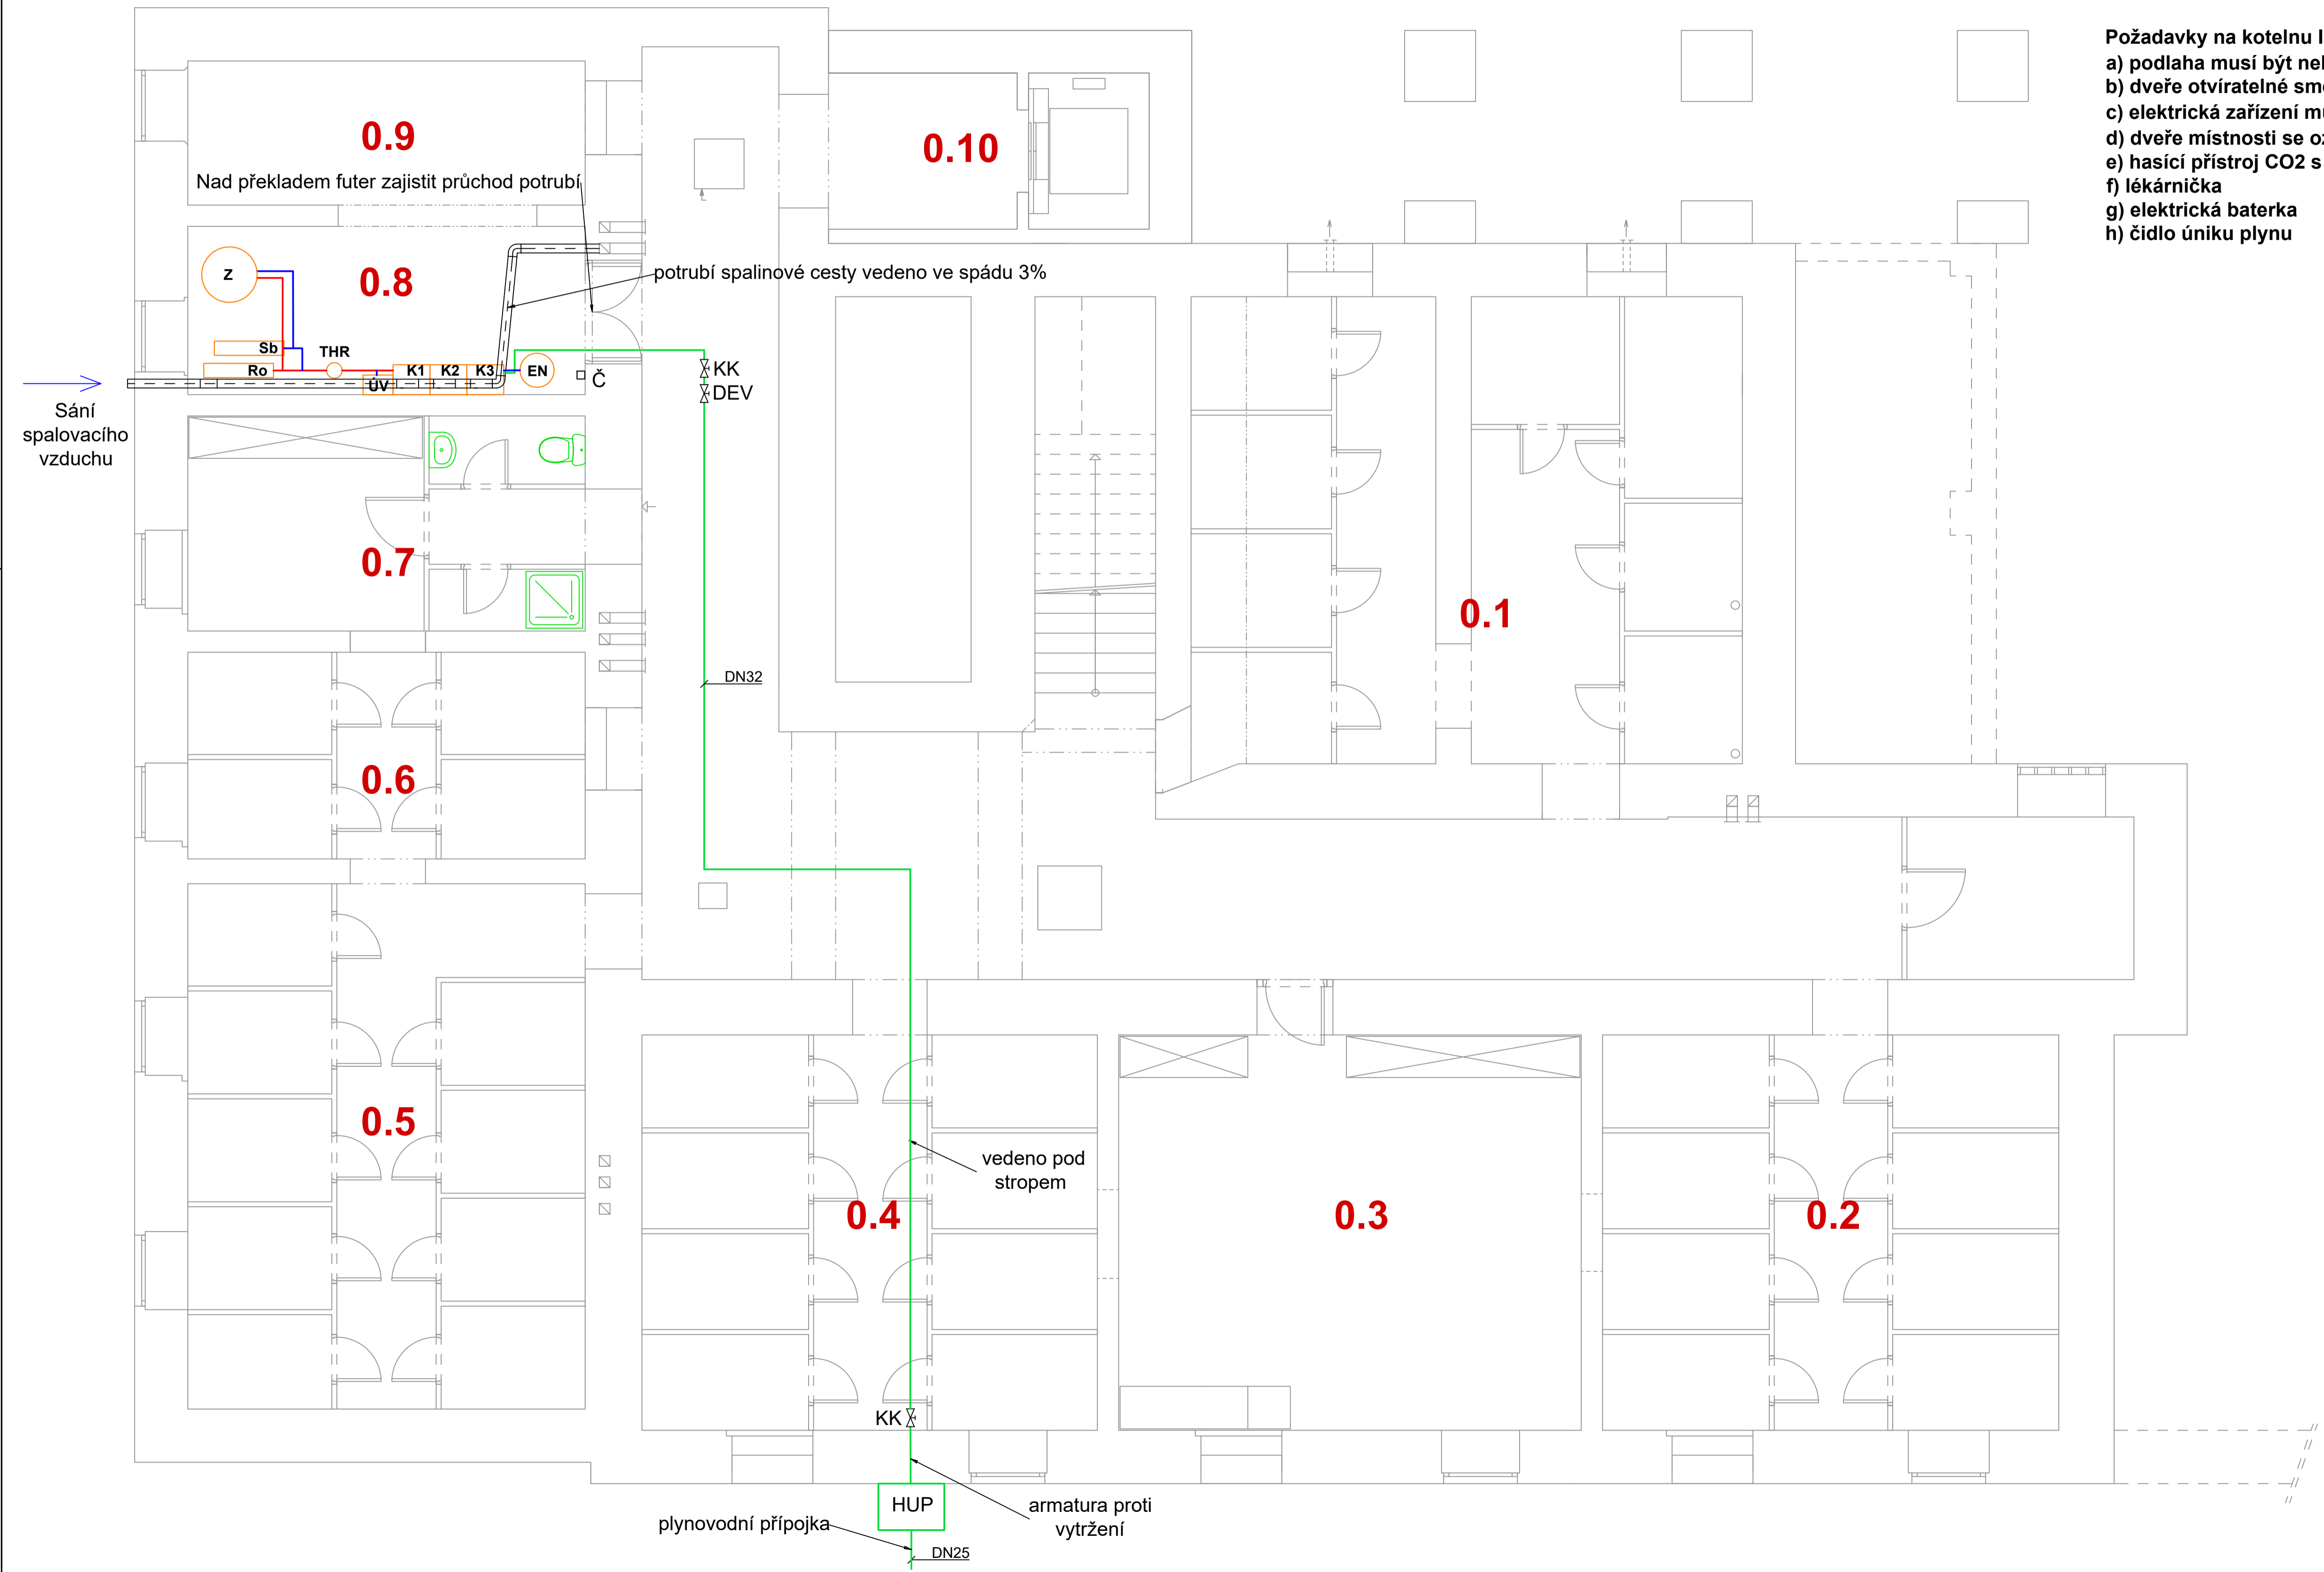 Požadavky na kotelnu
a) podlaha musí být
b) dveře otvíratelné
c) elektrická zařízení
d) dveře místnosti se
e) hasící přístroj CO2 s
f) lékárnička
g) elektrická baterka
h) čidlo úniku plynu
0.9
0.10
Nad překladem futer zajistit průchod potrubí
Z
0.8
potrubí spalinové cesty vedeno ve spádu 3%
Sb
THR
Ro
ÚV
K1
K2
K3
EN
Č
KK
DEV
Sání
spalovacího
vzduchu
0.7
0.1
DN32
0.6
0.5
vedeno pod
stropem
0.4
0.3
0.2
KK
HUP
armatura proti
vytržení
plynovodní přípojka
DN25